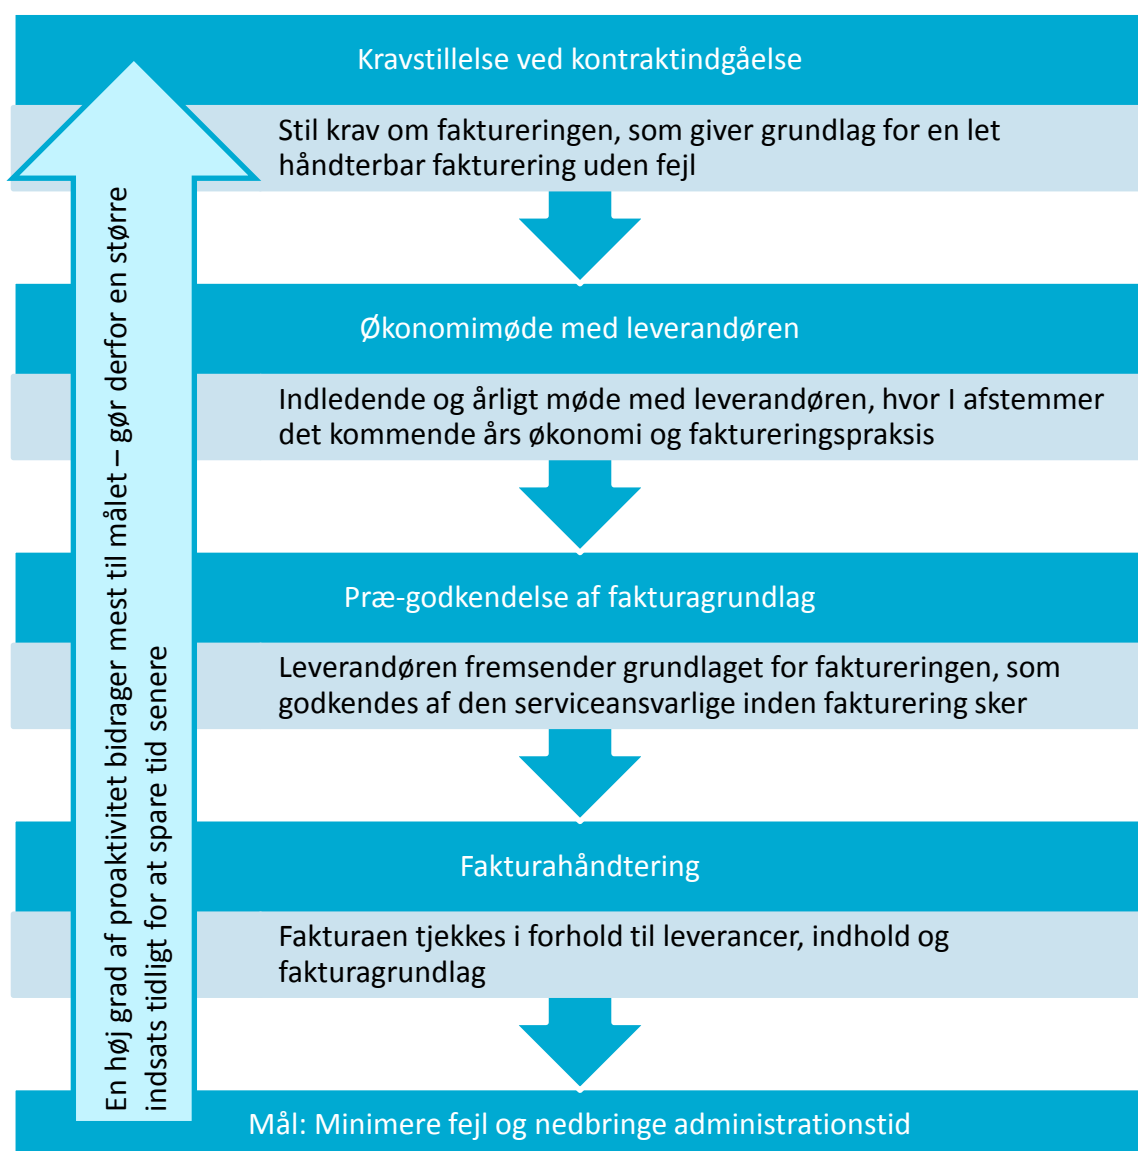 Kravstillelse ved kontraktindgåelse
Stil krav om faktureringen, som giver grundlag for en let
håndterbar fakturering uden fejl
Økonomimøde med leverandøren
Indledende og årligt møde med leverandøren, hvor I afstemmer
det kommende års økonomi og faktureringspraksis
Præ-godkendelse af fakturagrundlag
Leverandøren fremsender grundlaget for faktureringen, som
godkendes af den serviceansvarlige inden fakturering sker
Fakturahåndtering
Fakturaen tjekkes i forhold til leverancer, indhold og
fakturagrundlag
Mål: Minimere fejl og nedbringe administrationstid
En høj grad af proaktivitet bidrager mest til målet – gør derfor en større
indsats tidligt for at spare tid senere